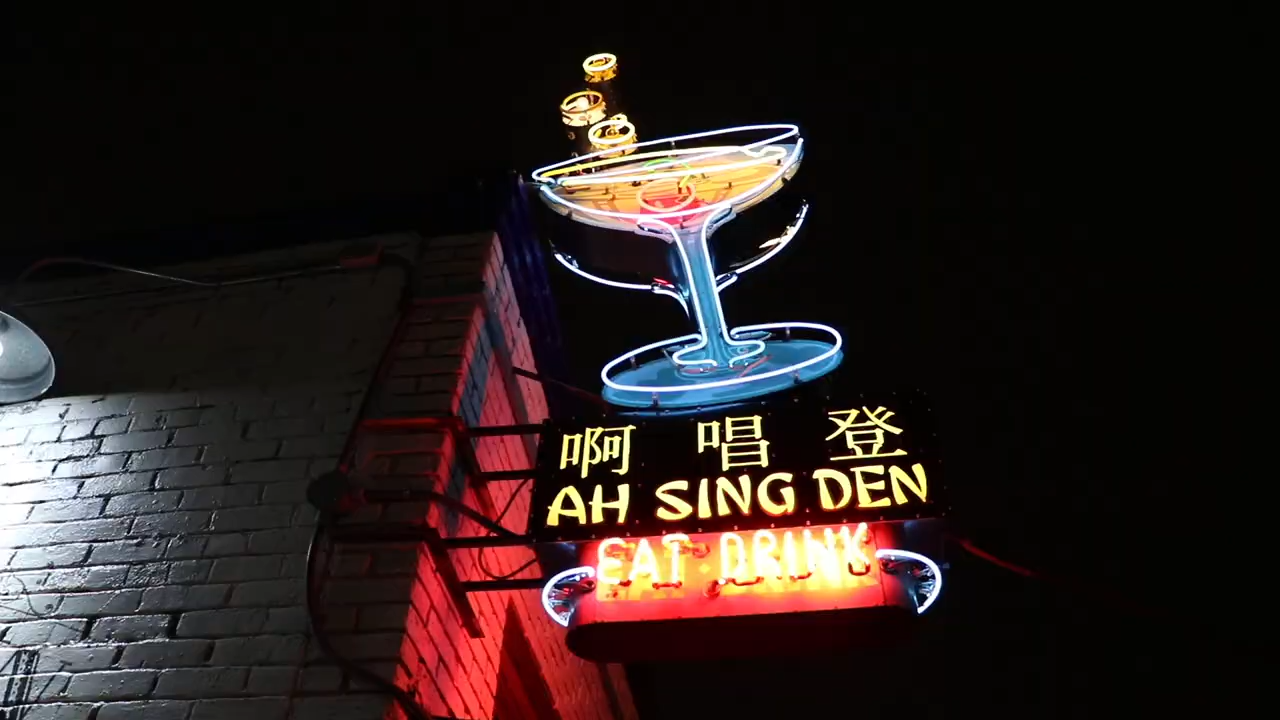 啊 唱 登
AH SING DEN
EAT · DRINK